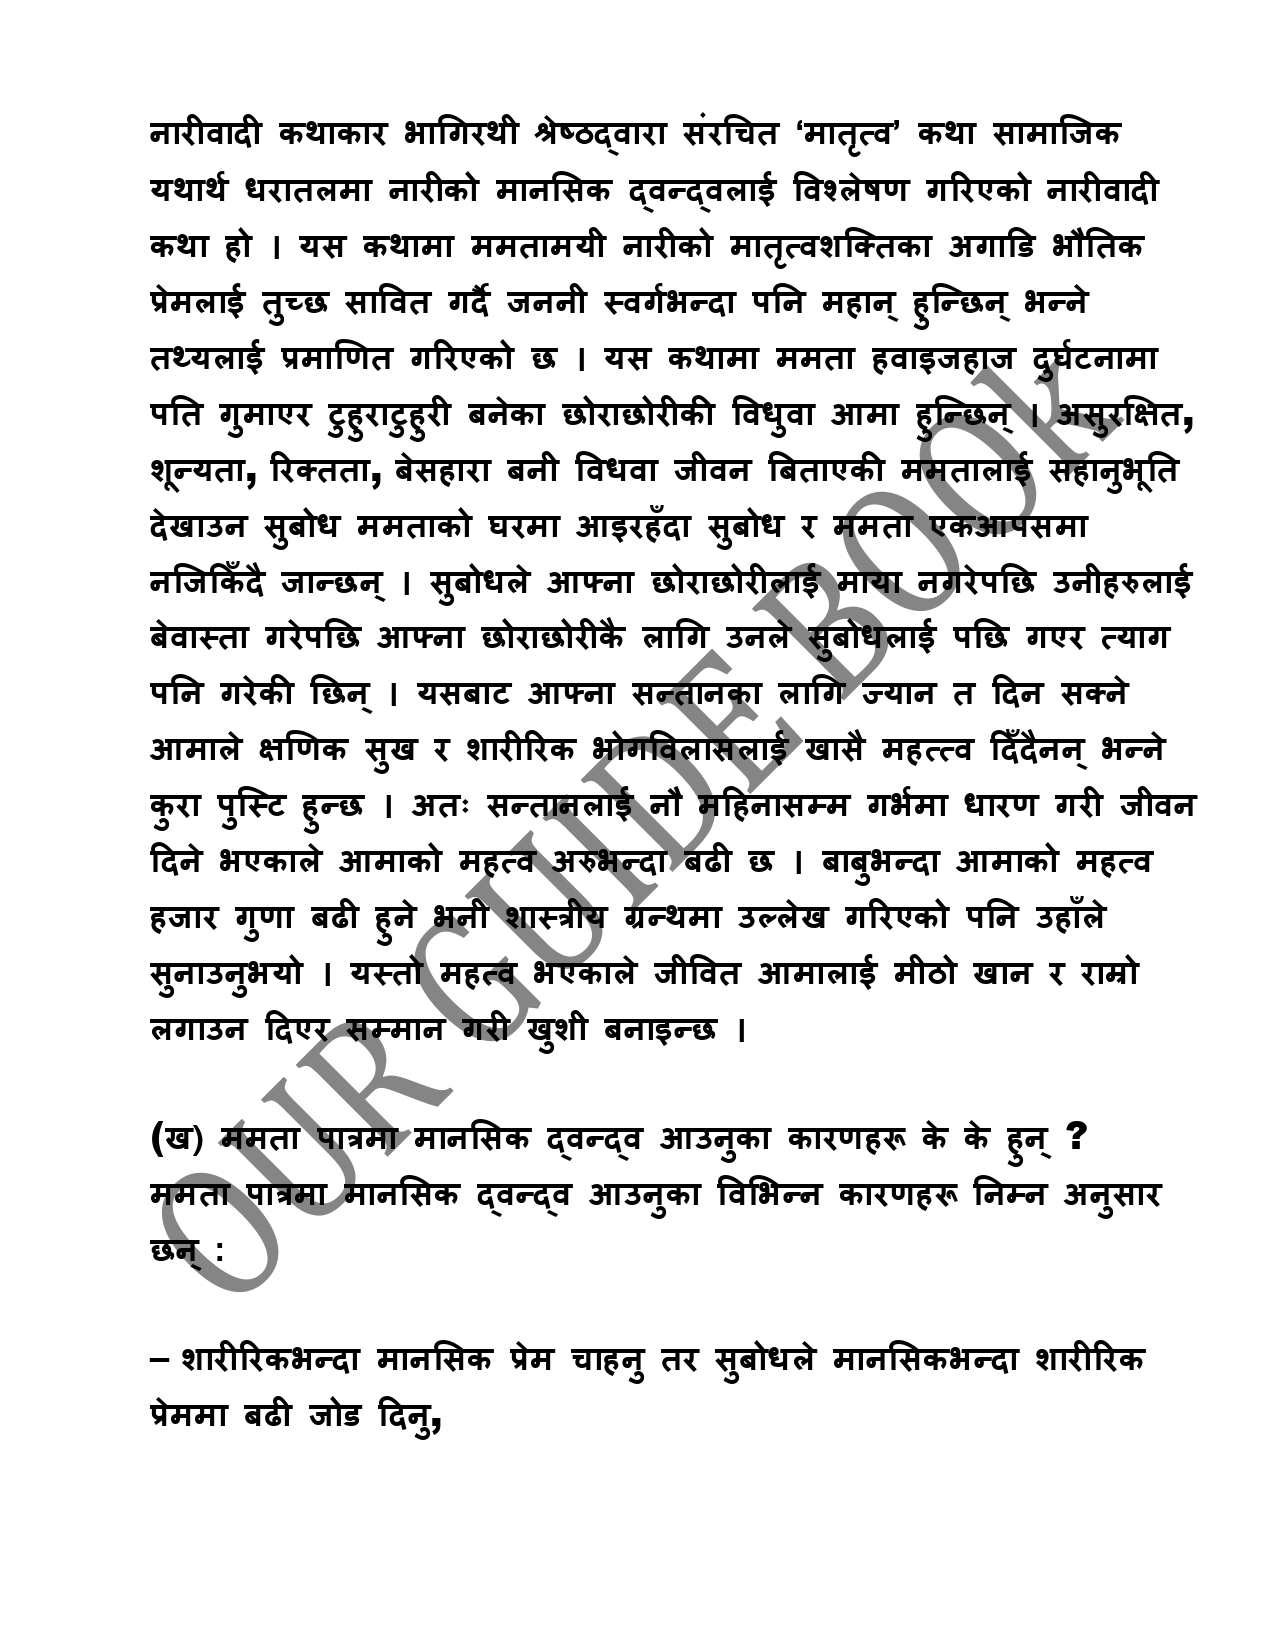 नारीवादी कथाकार भागिरथी श्रेष्ठद्वारा संरचित ‘मातृत्व’ कथा सामाजिक
यथार्थ धरातलमा नारीको मानसिक द्वन्द्वलाई विश्लेषण गरिएको नारीवादी
कथा हो । यस कथामा ममतामयी नारीको मातृत्वशक्तिका अगाडि भौतिक
प्रेमलाई तुच्छ सावित गर्दै जननी स्वर्गभन्दा पनि महान् हुन्छिन् भन्ने
तथ्यलाई प्रमाणित गरिएको छ । यस कथामा ममता हवाइजहाज दुर्घटनामा
पति गुमाएर टुहुराटुहुरी बनेका छोराछोरीकी विधुवा आमा हुन्छिन् । असुरक्षित,
शून्यता, रिक्तता, बेसहारा बनी विधवा जीवन बिताएकी ममतालाई सहानुभूति
देखाउन सुबोध ममताको घरमा आइरहँदा सुबोध र ममता एकआपसमा
नजिकिँदै जान्छन् । सुबोधले आफ्ना छोराछोरीलाई माया नगरेपछि उनीहरुलाई
बेवास्ता गरेपछि आफ्ना छोराछोरीकै लागि उनले सुबोधलाई पछि गएर त्याग
पनि गरेकी छिन् । यसबाट आफ्ना सन्तानका लागि ज्यान त दिन सक्ने
आमाले क्षणिक सुख र शारीरिक भोगविलासलाई खासै महत्त्व दिँदैनन् भन्ने
कुरा पुस्टि हुन्छ । अतः सन्तानलाई नौ महिनासम्म गर्भमा धारण गरी जीवन
दिने भएकाले आमाको महत्व अरुभन्दा बढी छ । बाबुभन्दा आमाको महत्व
हजार गुणा बढी हुने भनी शास्त्रीय ग्रन्थमा उल्लेख गरिएको पनि उहाँले
सुनाउनुभयो । यस्तो महत्व भएकाले जीवित आमालाई मीठो खान र राम्रो
लगाउन दिएर सम्मान गरी खुशी बनाइन्छ ।
(ख) ममता पात्रमा मानसिक द्वन्द्व आउनुका कारणहरू के के हुन् ?
ममता पात्रमा मानसिक द्वन्द्व आउनुका विभिन्न कारणहरू निम्न अनुसार
छन् :
– शारीरिकभन्दा मानसिक प्रेम चाहनु तर सुबोधले मानसिकभन्दा शारीरिक
प्रेममा बढी जोड दिनु,
OUR GUIDE BOOk